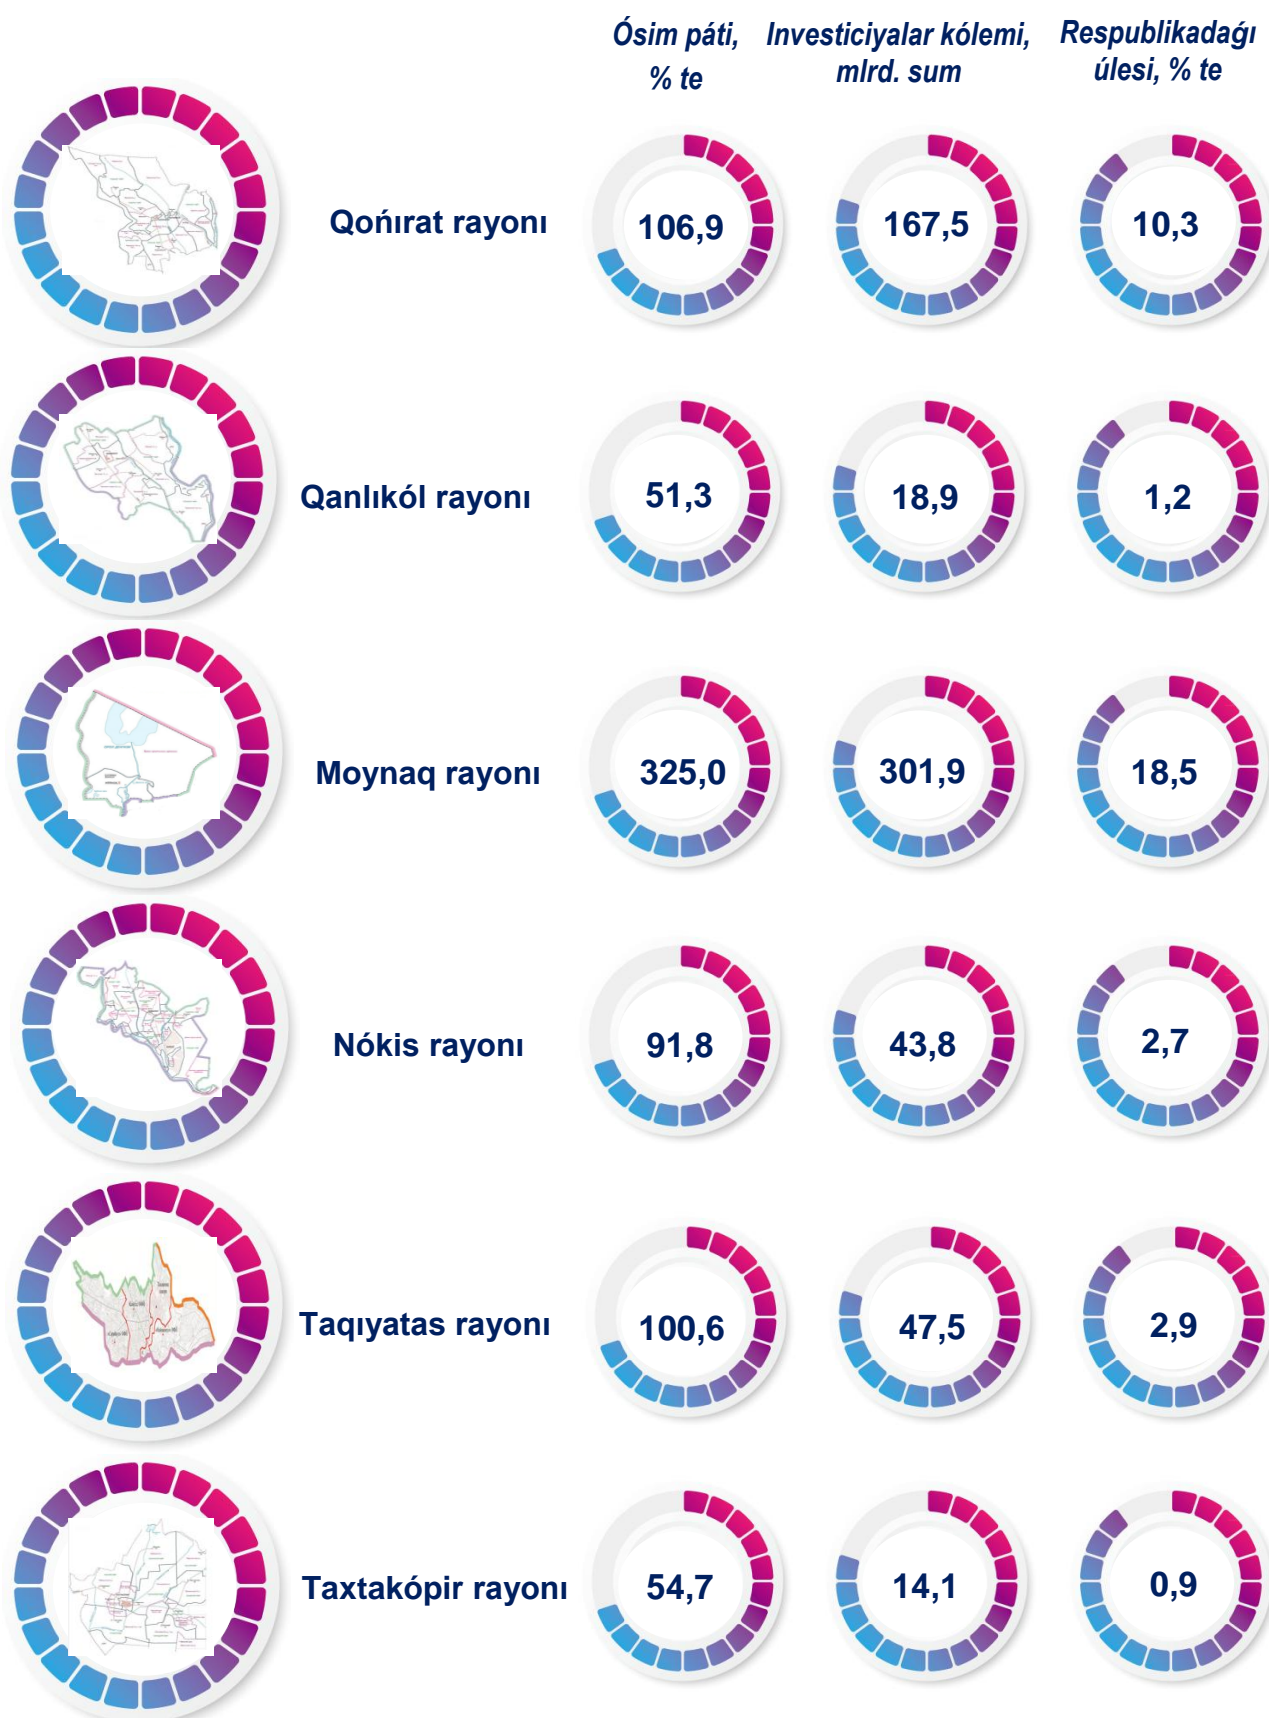 Ósim páti,
% te
Investiciyalar kólemi,
mlrd. sum
Respublikadaǵı
úlesi, % te
Qońırat rayonı
106,9
167,5
10,3
Qanlıkól rayonı
51,3
18,9
1,2
Moynaq rayonı
325,0
301,9
18,5
Nókis rayonı
91,8
43,8
2,7
Taqıyatas rayonı
100,6
47,5
2,9
Taxtakópir rayonı
54,7
14,1
0,9